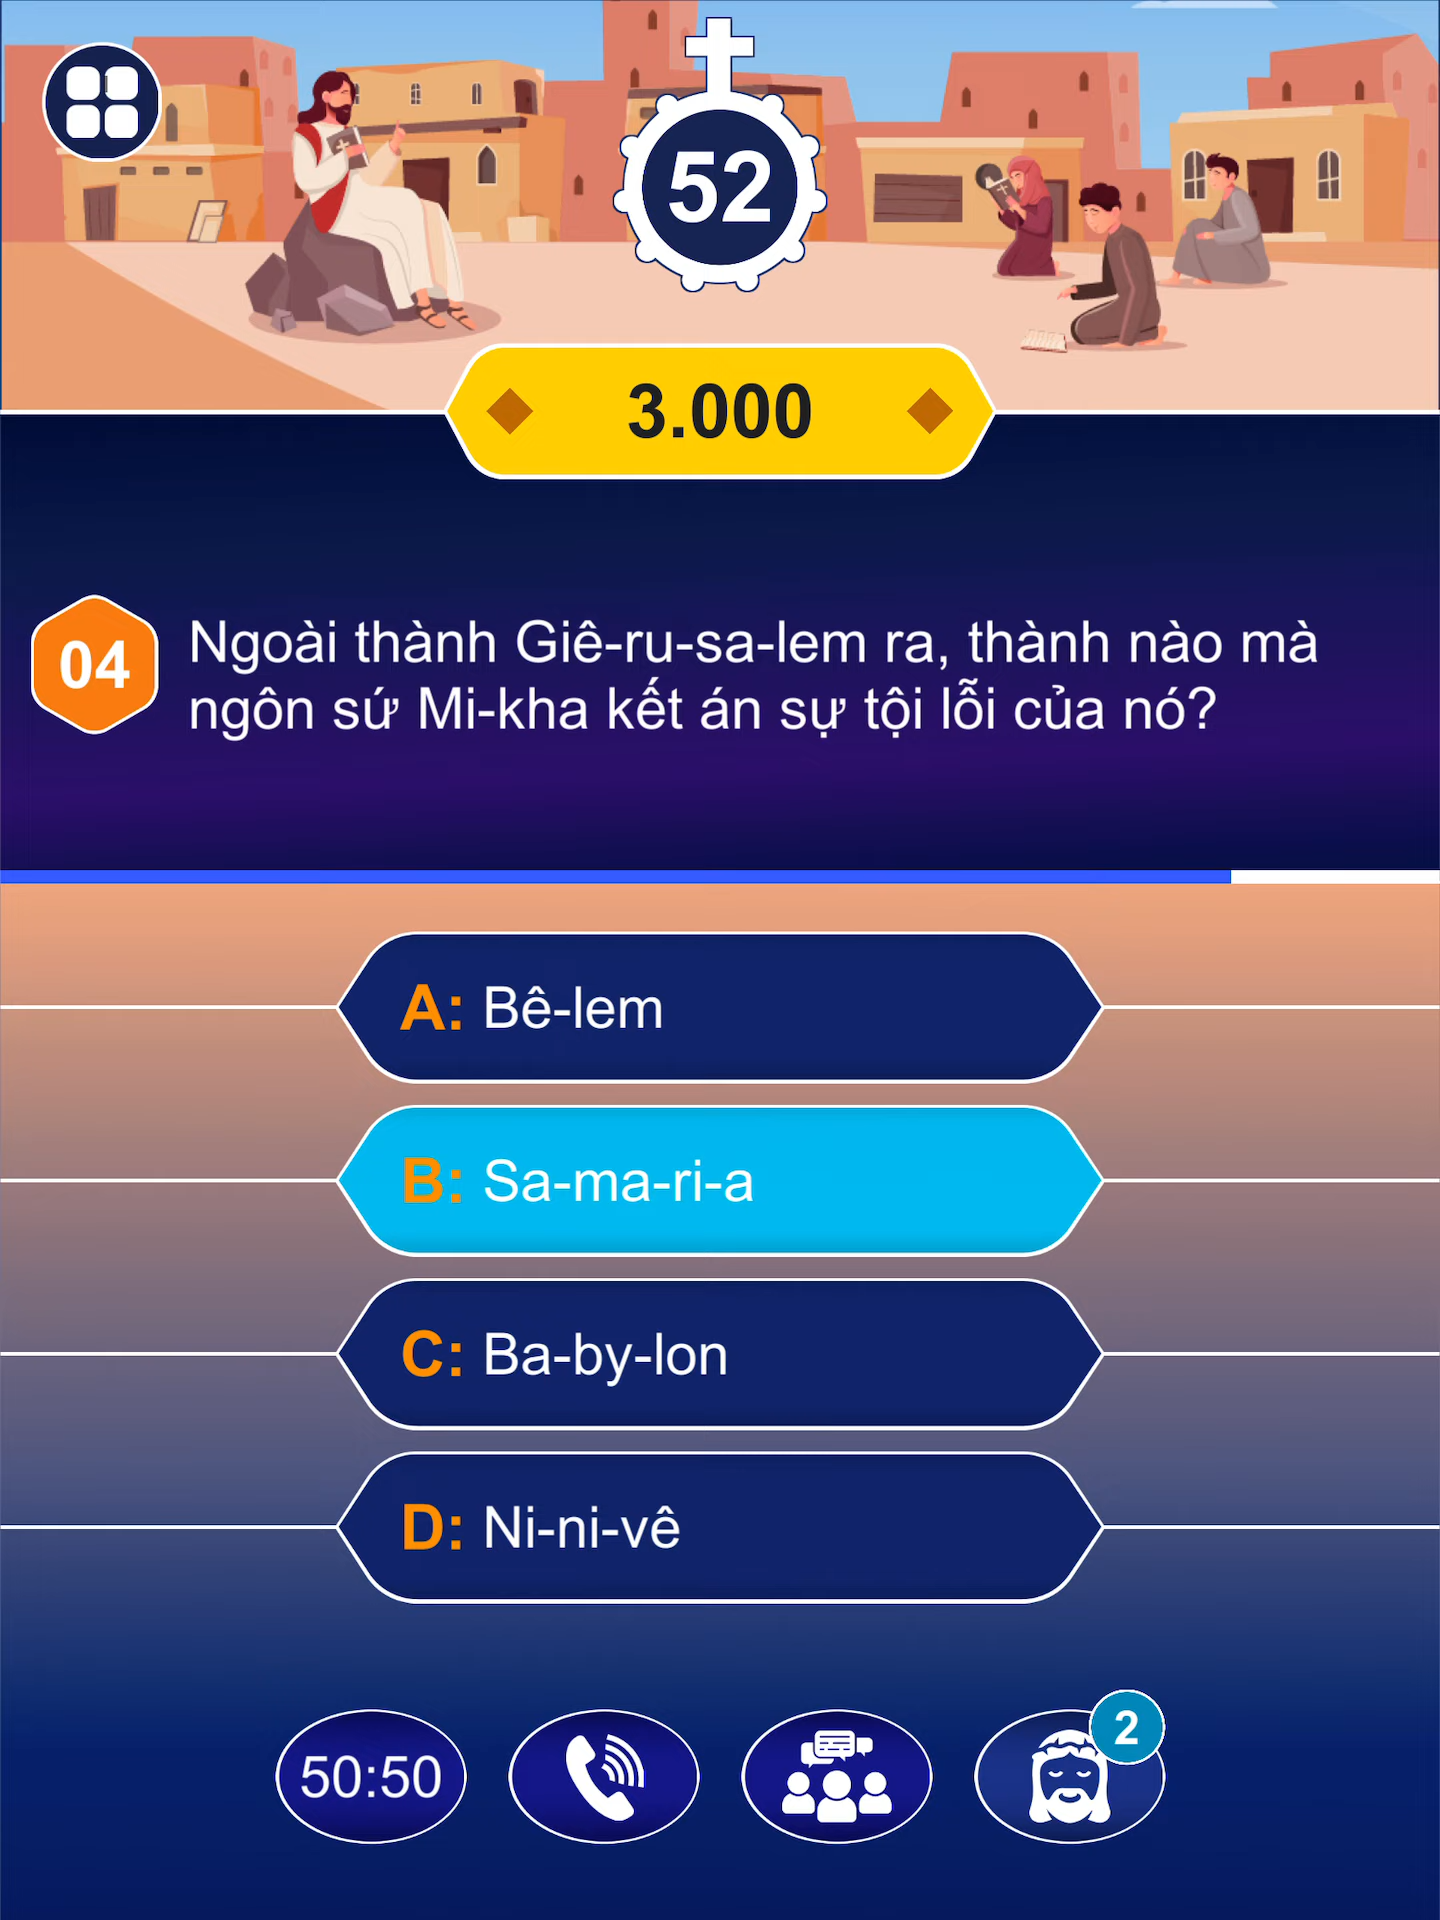 52
3.000
04
Ngoài thành Giê-ru-sa-lem ra, thành nào mà
ngôn sứ Mi-kha kết án sự tội lỗi của nó?
A: Bê-lem
B: Sa-ma-ri-a
C: Ba-by-lon
D: Ni-ni-vê
50:50
2